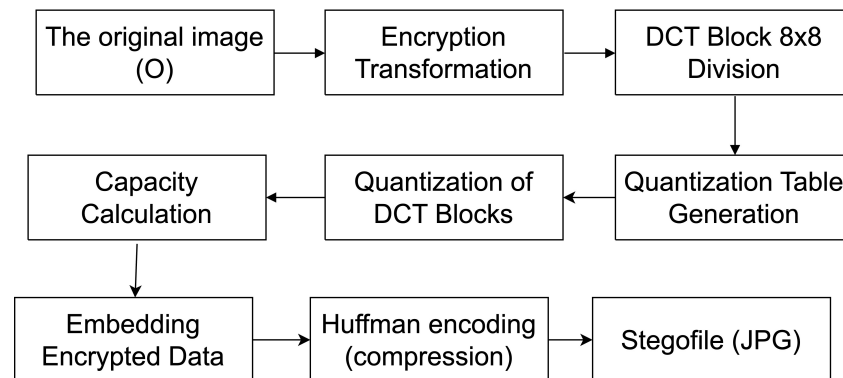 The original image
(O)
Encryption
Transformation
DCT Block 8x8
Division
Capacity
Calculation
Quantization of
DCT Blocks
Quantization Table
Generation
Embedding
Encrypted Data
Huffman encoding
(compression)
Stegofile (JPG)